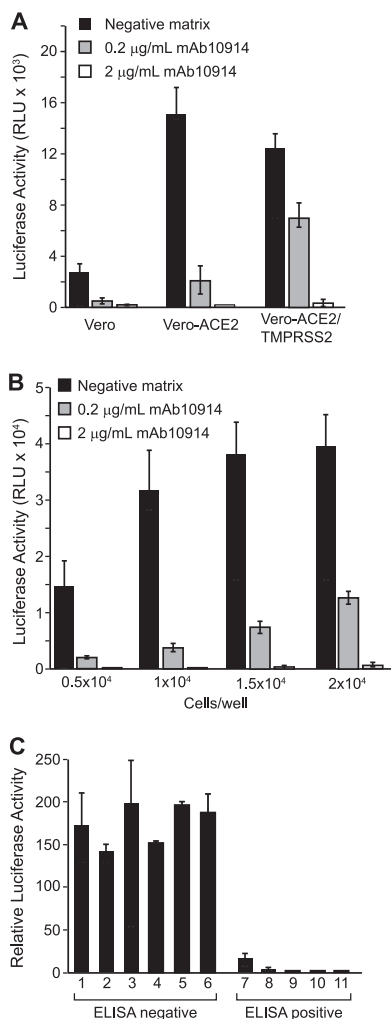 A
Negative matrix
0.2 µg/mL mAb10914
2 µg/mL mAb10914
Luciferase Activity (RLU x 10³)
20
16
12
8
4
0
Vero
Vero-ACE2
Vero-ACE2/
TMPRSS2
B
Negative matrix
0.2 µg/mL mAb10914
2 µg/mL mAb10914
Luciferase Activity (RLU x 10⁴)
5
4
3
2
1
0
0.5x10⁴
1x10⁴
1.5x10⁴
2x10⁴
Cells/well
C
Relative Luciferase Activity
250
200
150
100
50
0
1 2 3 4 5 6 7 8 9 10 11
ELISA negative
ELISA positive